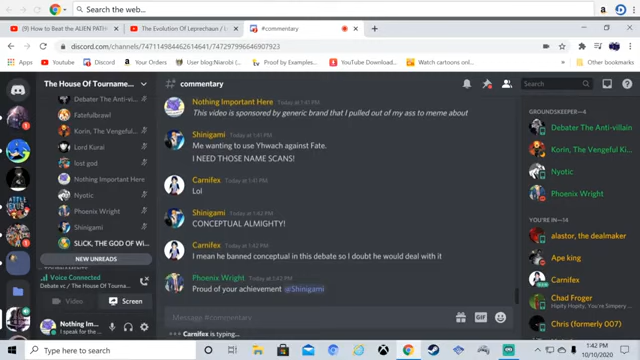 Search the web...
(9) How to Beat the ALIEN PATH
The Evolution Of Leprechaun / L
#commentary
discord.com/channels/747114984462614641/747297996646907923
Apps
Bookmarks
YouTube
Your Orders
User blog:Narobi
Proof by Examples...
YouTube
Download
Watch cartoons onl...
The House Of Tourname...
# commentary
Search
Debater The Anti-vi...
Fatefulbrawl
Korin, The Vengeful...
Lord Kurai
lost god
Nothing Important Here
Nyotic
Phoenix Wright
Shinigami
SLICK, THE GOD OF Wi...
NEW UNREADS
Voice Connected
Debate vc / The House Of Tourna...
Video
Screen
Nothing Im...
I speak for the...
Nothing Important Here Today at 1:41 PM
This video is sponsored by generic brand that I pulled out of my ass to meme about
Shinigami Today at 1:41 PM
Me wanting to use Yhwach against Fate.
I NEED THOSE NAME SCANS!
Carnifex Today at 1:41 PM
Lol
Shinigami Today at 1:42 PM
CONCEPTUAL ALMIGHTY!
Carnifex Today at 1:42 PM
I mean he banned conceptual in this debate so I doubt he would deal with it
Phoenix Wright Today at 1:42 PM
Proud of your achievement @Shinigami
Message #commentary
GIF
Carnifex is typing...
GROUNDSKEEPER—4
Debater The Anti-villain
Korin, The Vengeful Ki...
Nyotic
Phoenix Wright
YOU'RE IN—14
alastor, the dealmaker
Ape king
Carnifex
Chad Froger
Chris (formerly 007)
Type here to search
1:42 PM
10/10/2020